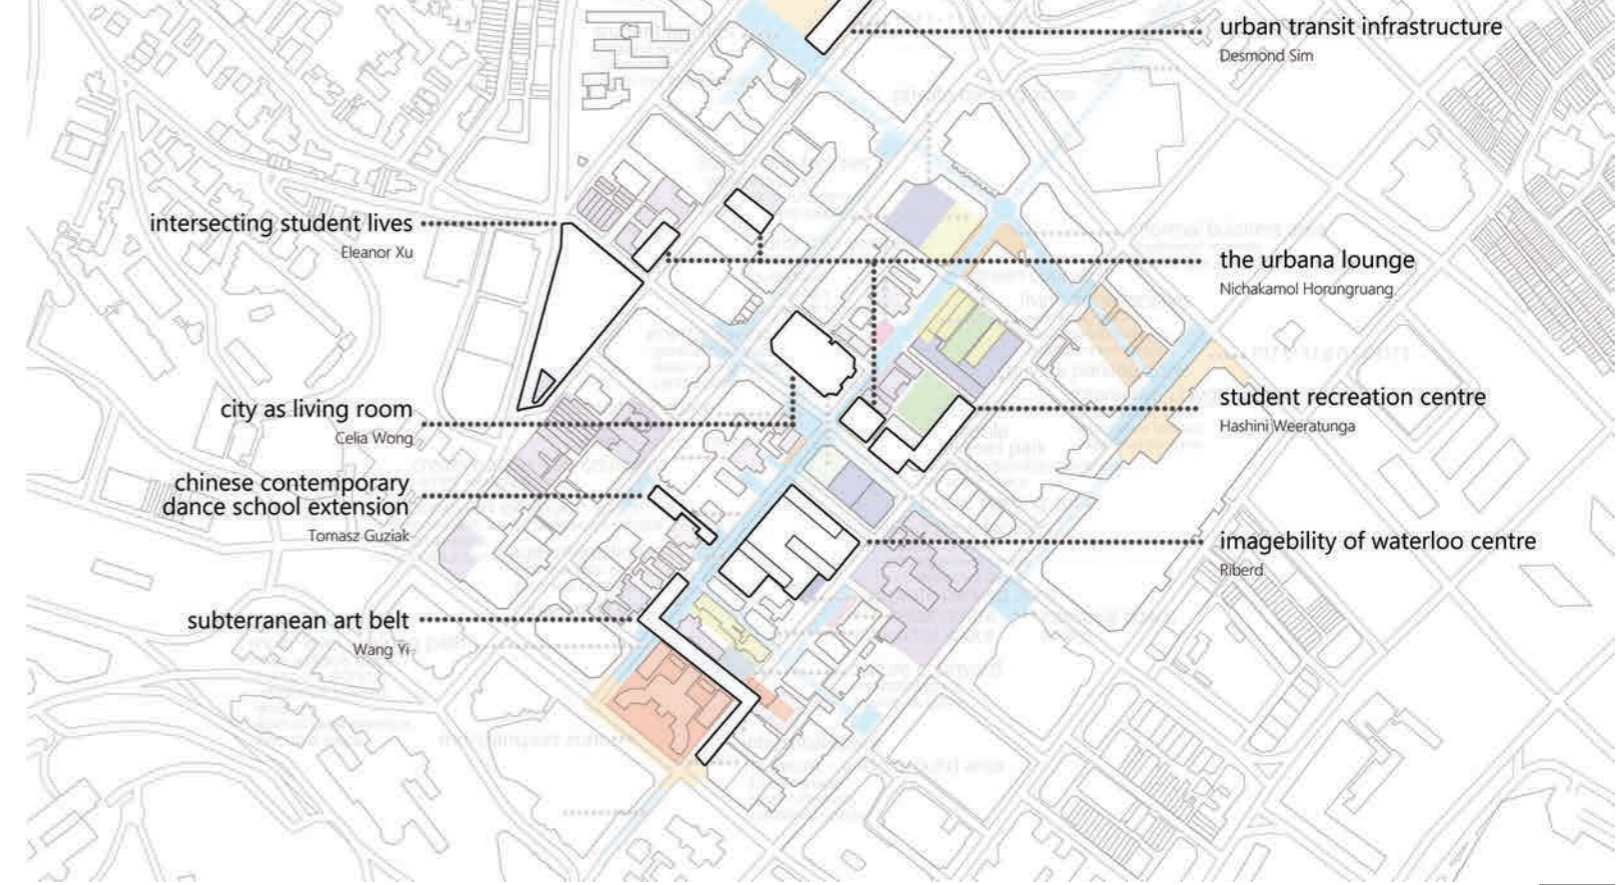 urban transit infrastructure
Desmond Sim
intersecting student lives
Eleanor Xu
the urbana lounge
Nichakamol Horungruang
city as living room
Celia Wong
student recreation centre
Hashini Weeratunga
chinese contemporary
dance school extension
Tomasz Guziak
imagebility of waterloo centre
Riberd
subterranean art belt
Wang Yi